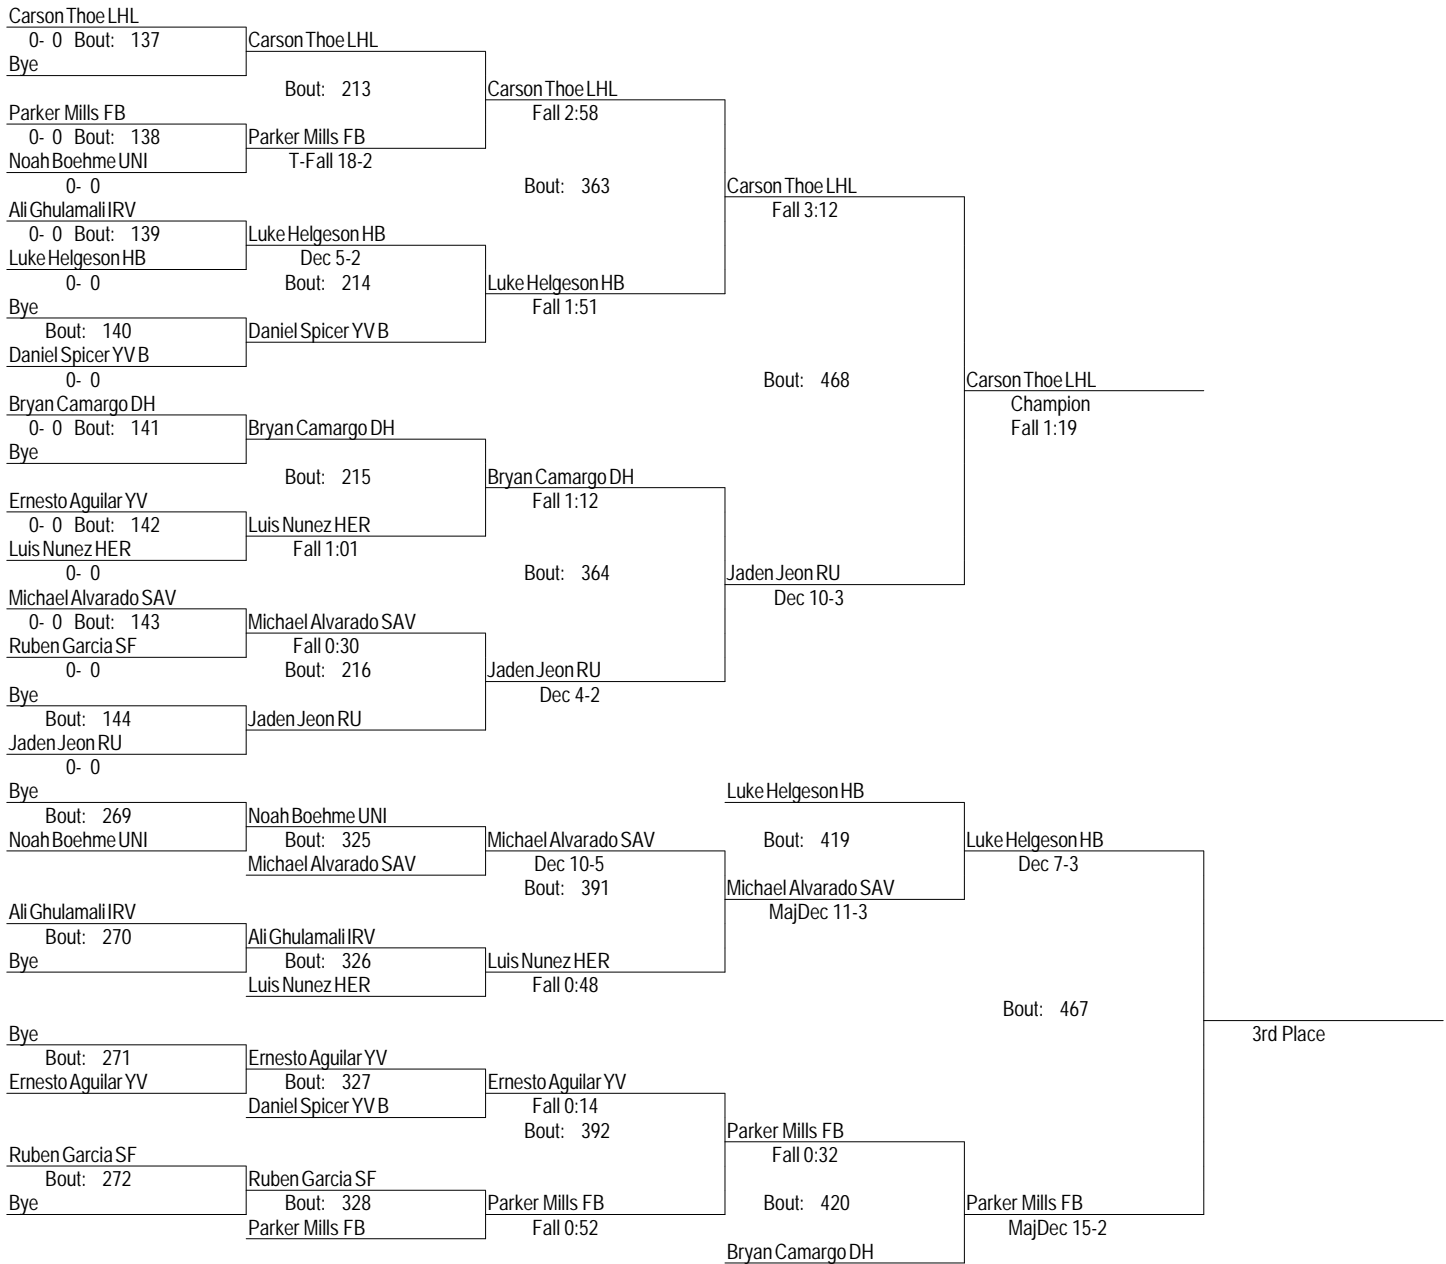 Carson Thoe LHL
0- 0 Bout: 137
Carson Thoe LHL
Bye
Bout: 213
Carson Thoe LHL
Parker Mills FB
Fall 2:58
0- 0 Bout: 138
Parker Mills FB
Noah Boehme UNI
T-Fall 18-2
0- 0
Bout: 363
Carson Thoe LHL
Ali Ghulamali IRV
Fall 3:12
0- 0 Bout: 139
Luke Helgeson HB
Luke Helgeson HB
Dec 5-2
0- 0
Bout: 214
Luke Helgeson HB
Bye
Fall 1:51
Bout: 140
Daniel Spicer YV B
Daniel Spicer YV B
0- 0
Bout: 468
Carson Thoe LHL
Bryan Camargo DH
Champion
0- 0 Bout: 141
Bryan Camargo DH
Fall 1:19
Bye
Bout: 215
Bryan Camargo DH
Ernesto Aguilar YV
Fall 1:12
0- 0 Bout: 142
Luis Nunez HER
Luis Nunez HER
Fall 1:01
0- 0
Bout: 364
Jaden Jeon RU
Michael Alvarado SAV
Dec 10-3
0- 0 Bout: 143
Michael Alvarado SAV
Ruben Garcia SF
Fall 0:30
0- 0
Bout: 216
Jaden Jeon RU
Bye
Dec 4-2
Bout: 144
Jaden Jeon RU
Jaden Jeon RU
0- 0
Bye
Luke Helgeson HB
Bout: 269
Noah Boehme UNI
Noah Boehme UNI
Bout: 325
Michael Alvarado SAV
Bout: 419
Luke Helgeson HB
Michael Alvarado SAV
Dec 10-5
Dec 7-3
Bout: 391
Michael Alvarado SAV
Ali Ghulamali IRV
MajDec 11-3
Bout: 270
Ali Ghulamali IRV
Bye
Bout: 326
Luis Nunez HER
Luis Nunez HER
Fall 0:48
Bout: 467
Bye
3rd Place
Bout: 271
Ernesto Aguilar YV
Ernesto Aguilar YV
Bout: 327
Ernesto Aguilar YV
Daniel Spicer YV B
Fall 0:14
Bout: 392
Parker Mills FB
Ruben Garcia SF
Fall 0:32
Bout: 272
Ruben Garcia SF
Bye
Bout: 328
Parker Mills FB
Bout: 420
Parker Mills FB
Parker Mills FB
Fall 0:52
MajDec 15-2
Bryan Camargo DH